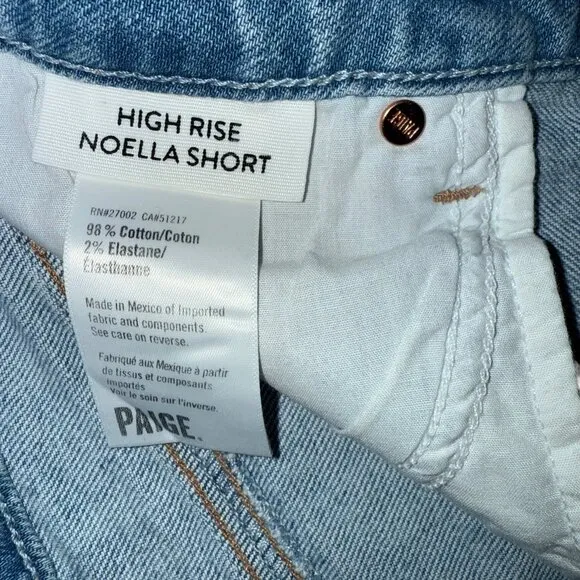 HIGH RISE
NOELLA SHORT
RN#27002 CA#51217
98 % Cotton/Coton
2% Elastane/
Élasthanne
Made in Mexico of Imported
fabric and components
See care on reverse.
Fabriqué aux Mexique à partir
de tissus et composants
importés
Voir le soin sur l'inverse.
PAIGE.